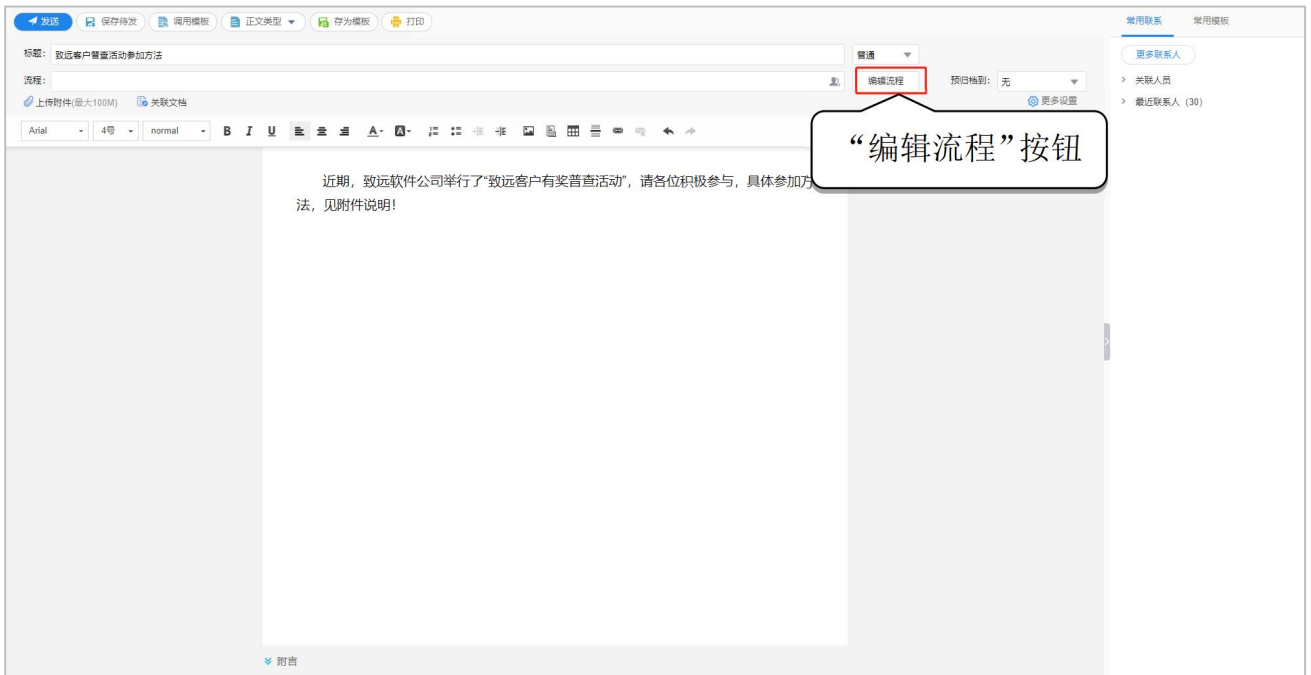 发送 保存待发 调用模板 正文类型 存为模板 打印 常用联系 常用模板
标题: 致远客户普查活动参加方法 普通 更多联系人
流程: 编辑流程 预归档到: 无 关联人员
上传附件(最大100M) 关联文档 更多设置 最近联系人 (30)
Arial 4号 normal B I U A A
“编辑流程”按钮
近期，致远软件公司举行了“致远客户有奖普查活动”，请各位积极参与，具体参加方
法，见附件说明！
附言